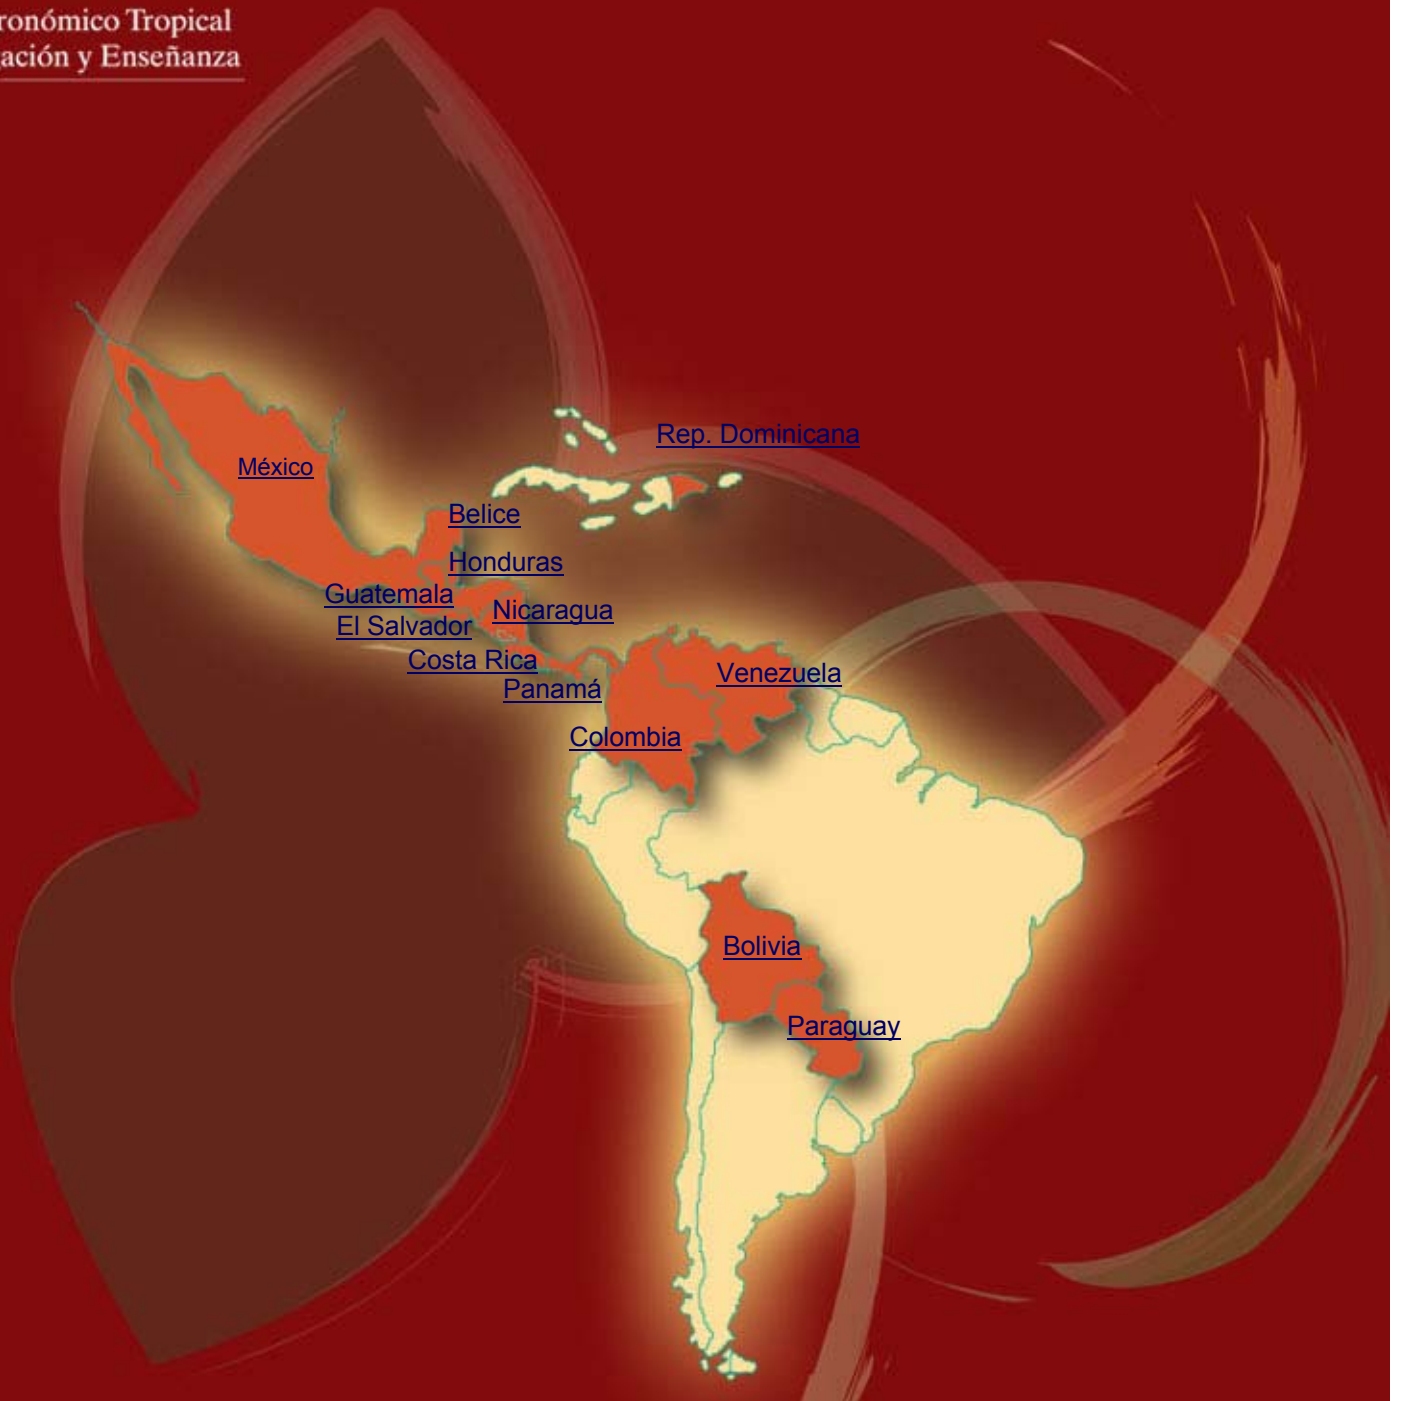 ronómico Tropical
ación y Enseñanza
Rep. Dominicana
México
Belice
Honduras
Guatemala
Nicaragua
El Salvador
Costa Rica
Venezuela
Panamá
Colombia
Bolivia
Paraguay